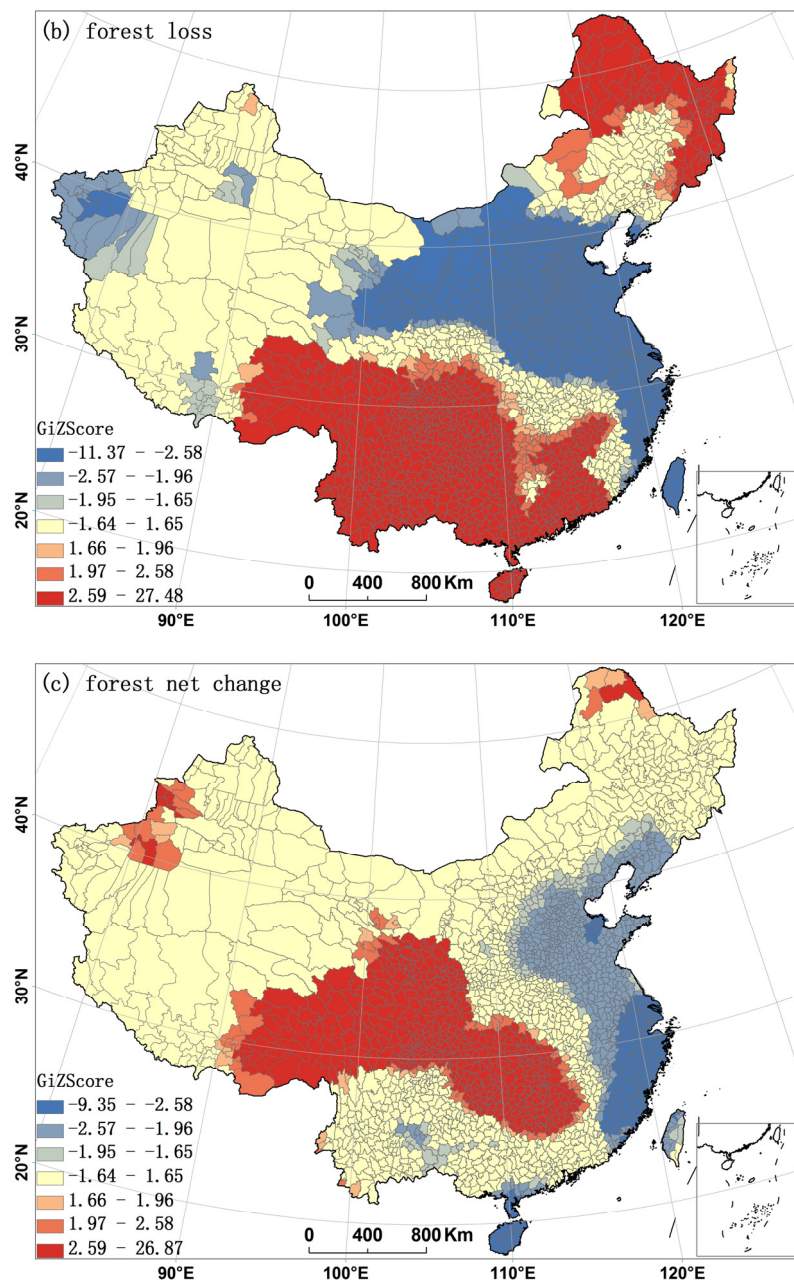 (b) forest loss
40°N
30°N
20°N
GiZScore
-11.37 - -2.58
-2.57 - -1.96
-1.95 - -1.65
-1.64 - 1.65
1.66 - 1.96
1.97 - 2.58
2.59 - 27.48
0 400 800 Km
90°E 100°E 110°E 120°E
(c) forest net change
40°N
30°N
20°N
GiZScore
-9.35 - -2.58
-2.57 - -1.96
-1.95 - -1.65
-1.64 - 1.65
1.66 - 1.96
1.97 - 2.58
2.59 - 26.87
0 400 800 Km
90°E 100°E 110°E 120°E